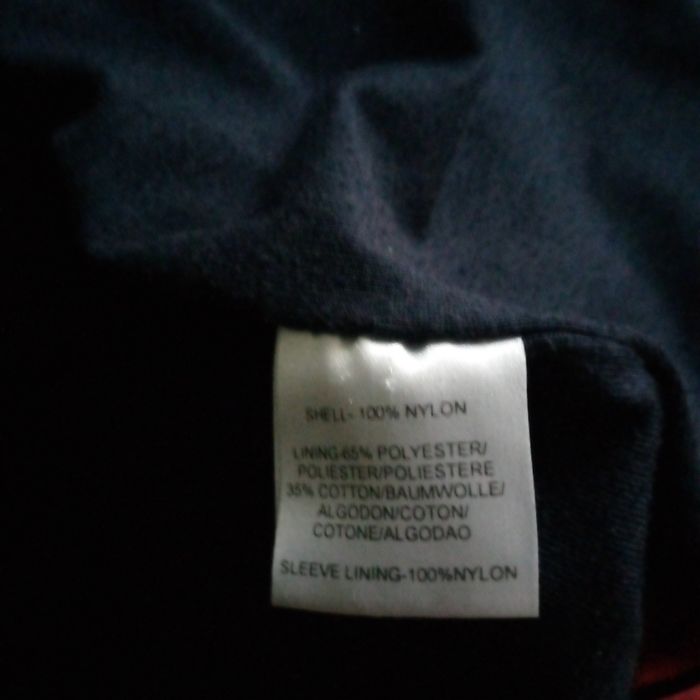 SHELL- 100% NYLON
LINING-65% POLYESTER/
POLIESTER/POLIESTERE
35% COTTON/BAUMWOLLE/
ALGODON/COTON/
COTONE/ALGODAO
SLEEVE LINING-100%NYLON